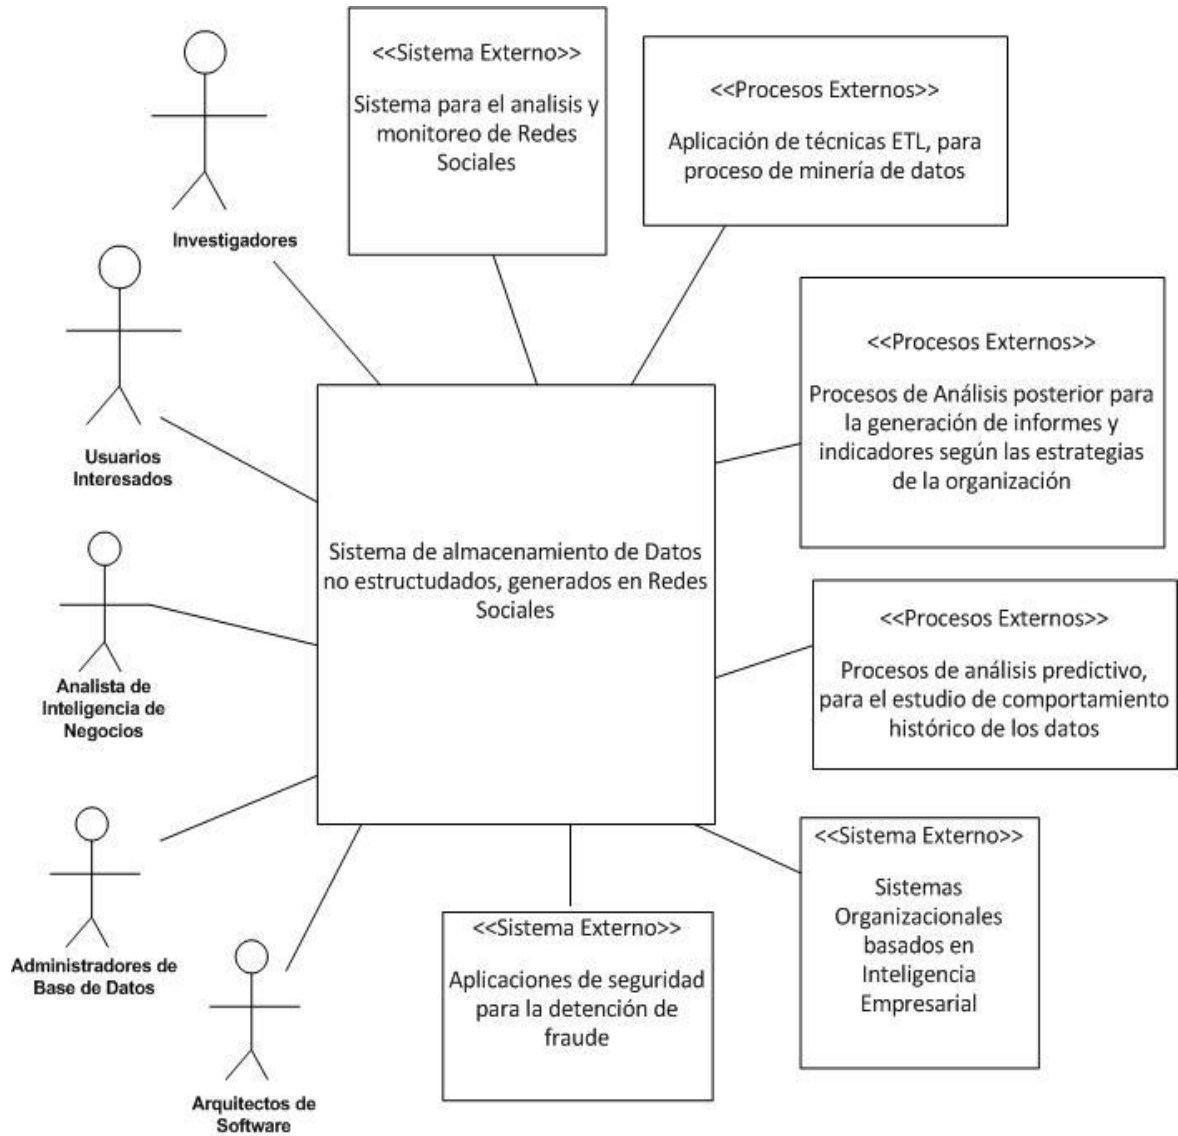 <<Sistema Externo>>
Sistema para el analisis y
monitoreo de Redes
Sociales
<<Procesos Externos>>
Aplicación de técnicas ETL, para
proceso de minería de datos
Investigadores
<<Procesos Externos>>
Procesos de Análisis posterior para
la generación de informes y
indicadores según las estrategias
de la organización
Usuarios
Interesados
Sistema de almacenamiento de Datos
no estructudados, generados en Redes
Sociales
<<Procesos Externos>>
Procesos de análisis predictivo,
para el estudio de comportamiento
histórico de los datos
Analista de
Inteligencia de
Negocios
<<Sistema Externo>>
Sistemas
Organizacionales
basados en
Inteligencia
Empresarial
<<Sistema Externo>>
Aplicaciones de seguridad
para la detención de
fraude
Administradores de
Base de Datos
Arquitectos de
Software